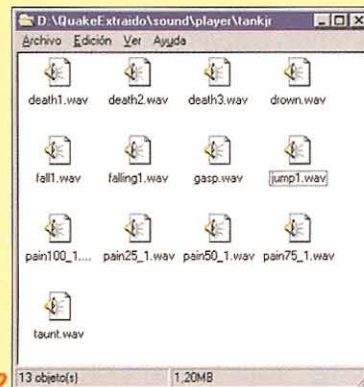 D:\QuakeExtraido\sound\player\tankjr
Archivo Edición Ver Ayuda
death1.wav death2.wav death3.wav drown.wav
fall1.wav falling1.wav gasp.wav jump1.wav
pain100_1.... pain25_1.wav pain50_1.wav pain75_1.wav
taunt.wav
13 objeto(s) 1,20MB